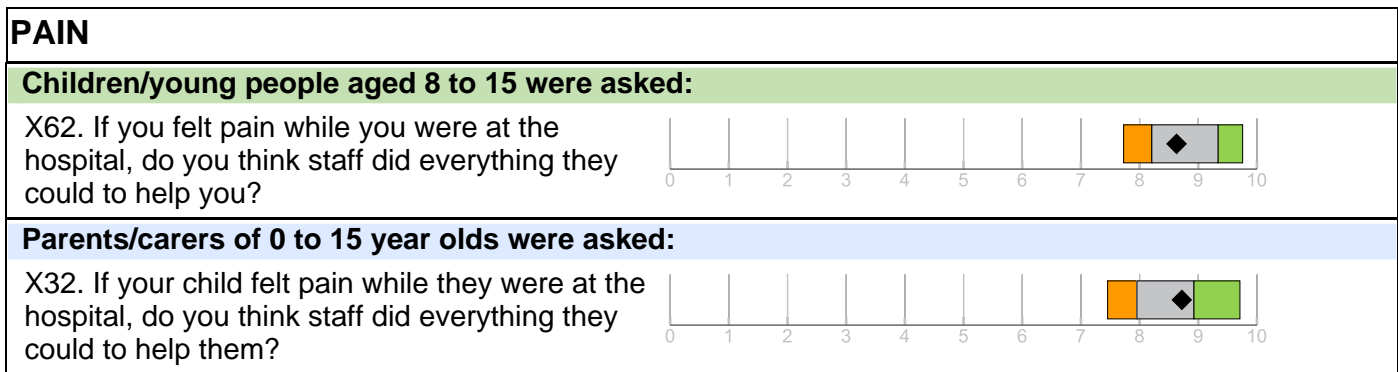 PAIN
Children/young people aged 8 to 15 were asked:
X62. If you felt pain while you were at the
hospital, do you think staff did everything they
could to help you?
0 1 2 3 4 5 6 7 8 9 10
Parents/carers of 0 to 15 year olds were asked:
X32. If your child felt pain while they were at the
hospital, do you think staff did everything they
could to help them?
0 1 2 3 4 5 6 7 8 9 10